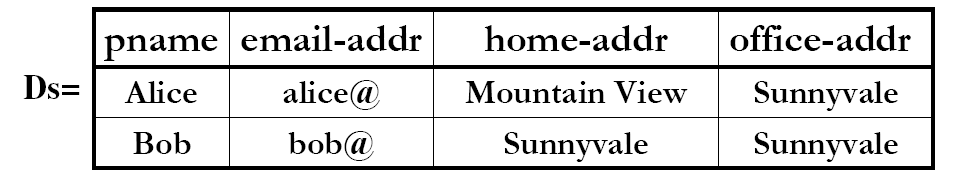 pname email-addr home-addr office-addr
Ds=
Alice alice@ Mountain View Sunnyvale
Bob bob@ Sunnyvale Sunnyvale